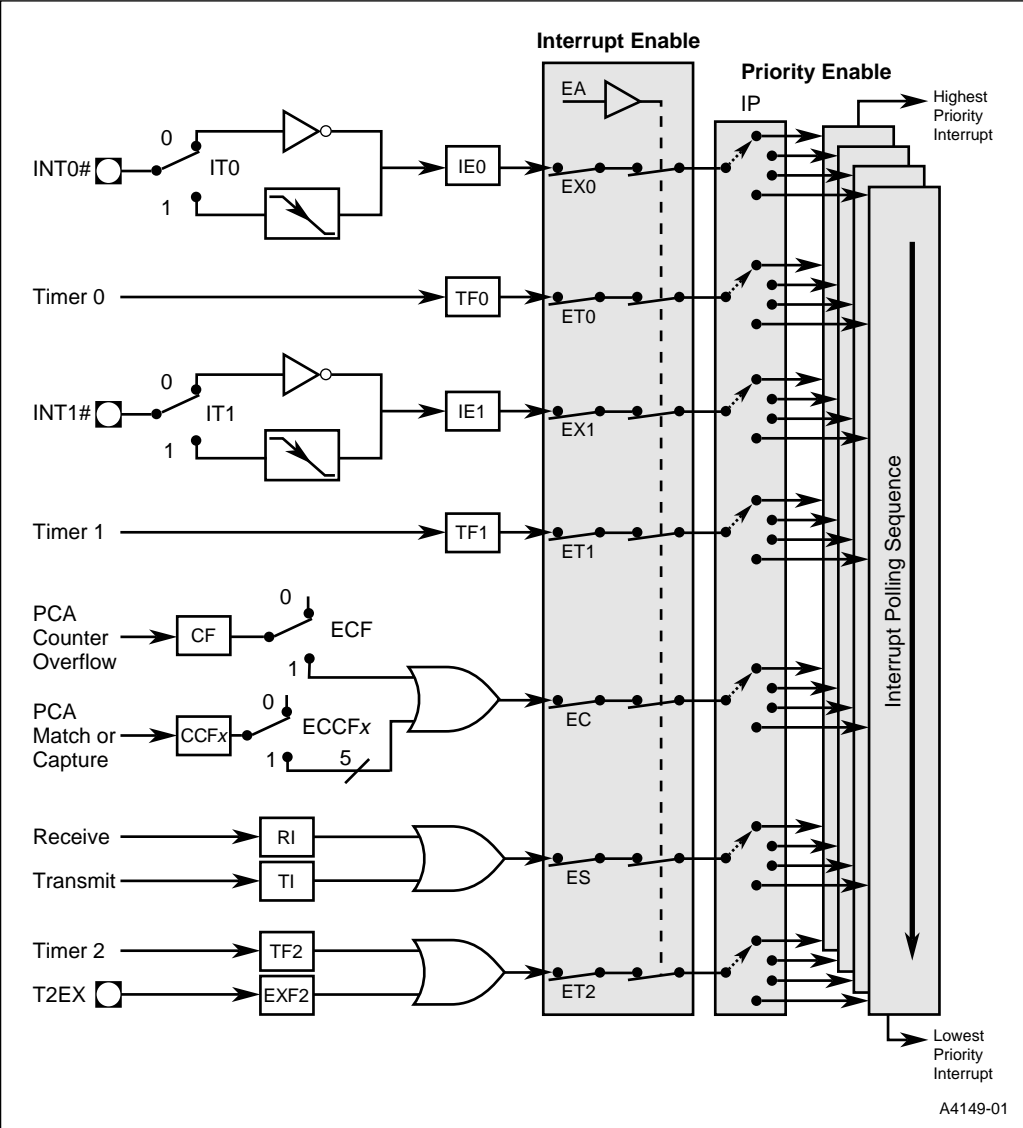 Interrupt Enable
Priority Enable
EA
IP
Highest
Priority
Interrupt
INT0#
0
IT0
1
IE0
EX0
Timer 0
TF0
ET0
INT1#
0
IT1
1
IE1
EX1
Timer 1
TF1
ET1
Interrupt Polling Sequence
PCA
Counter
Overflow
CF
0
ECF
1
PCA
Match or
Capture
CCFx
0
ECCFx
1
5
EC
Receive
RI
Transmit
TI
ES
Timer 2
TF2
T2EX
EXF2
ET2
Lowest
Priority
Interrupt
A4149-01